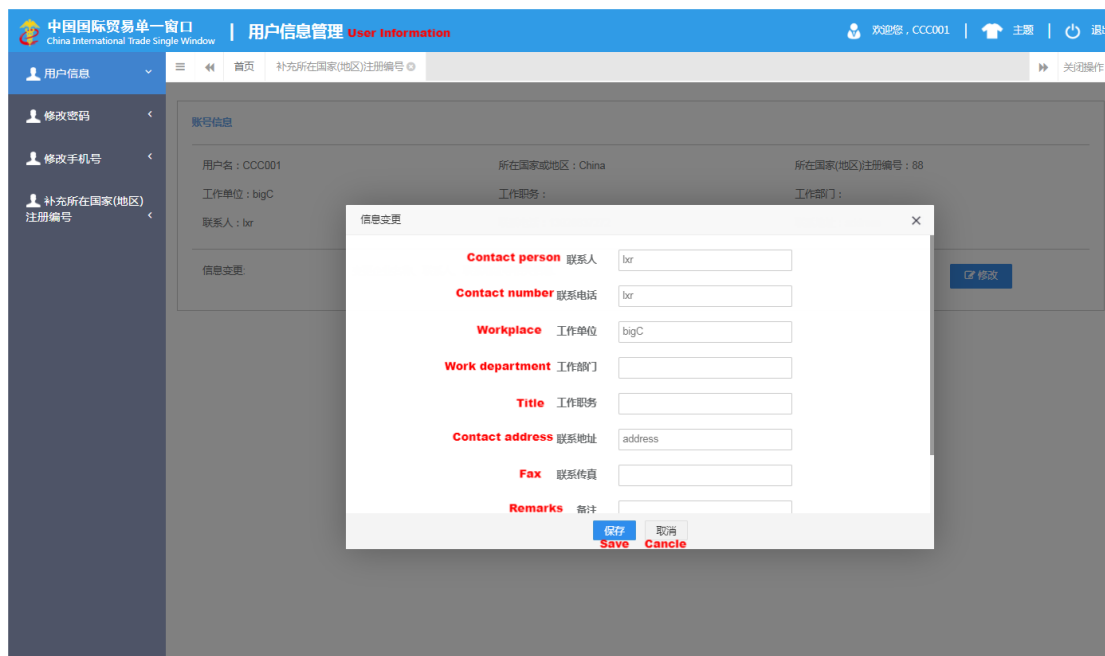 中国国际贸易单一窗口
China International Trade Single Window
用户信息管理 User Information
欢迎您 , CCC001
主题
用户信息
首页
补充所在国家(地区)注册编号
关闭操作
修改密码
修改手机号
补充所在国家(地区)
注册编号
账号信息
用户名 : CCC001
所在国家或地区 : China
所在国家(地区)注册编号 : 88
工作单位 : bigC
工作职务 :
工作部门 :
联系人 : lxr
信息变更:
修改
信息变更
Contact person 联系人 lxr
Contact number 联系电话 lxr
Workplace 工作单位 bigC
Work department 工作部门
Title 工作职务
Contact address 联系地址 address
Fax 联系传真
Remarks 备注
保存 取消
Save Cancle